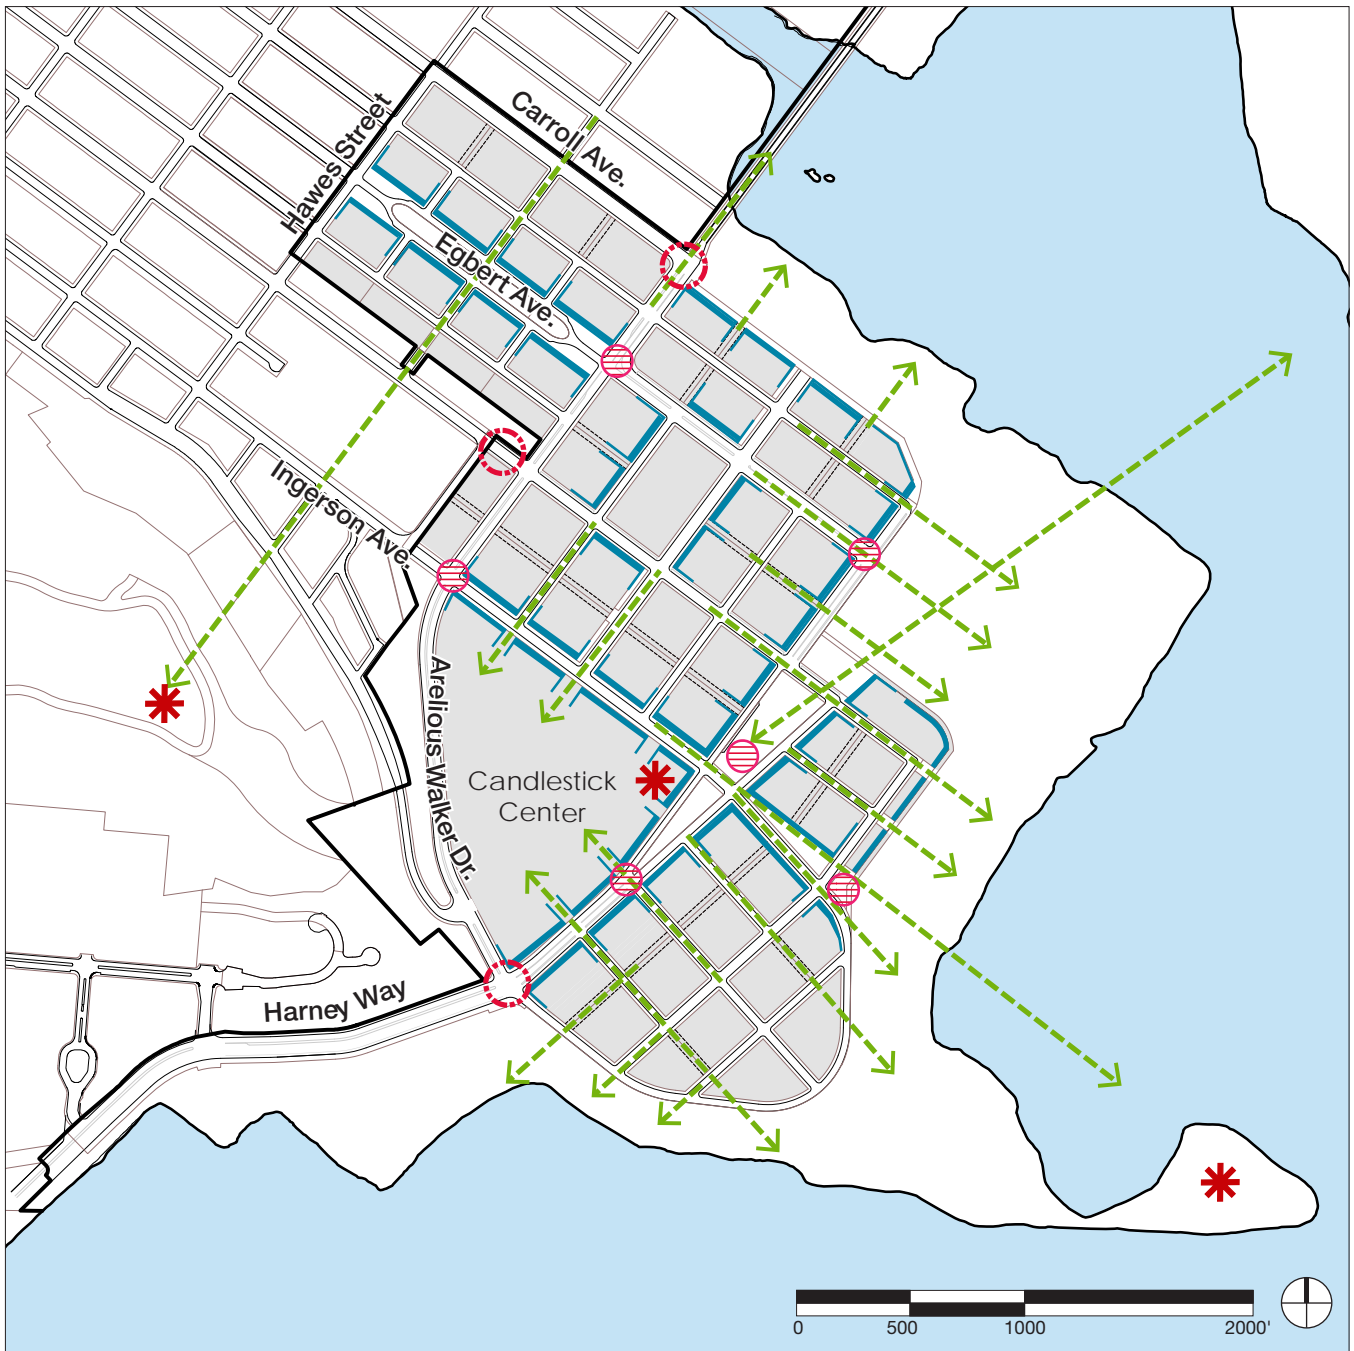 Carroll Ave.
Hawes Street
Egbert Ave.
Ingerson Ave.
Arelious Walker Dr.
Candlestick
Center
Harney Way
0 500 1000 2000'